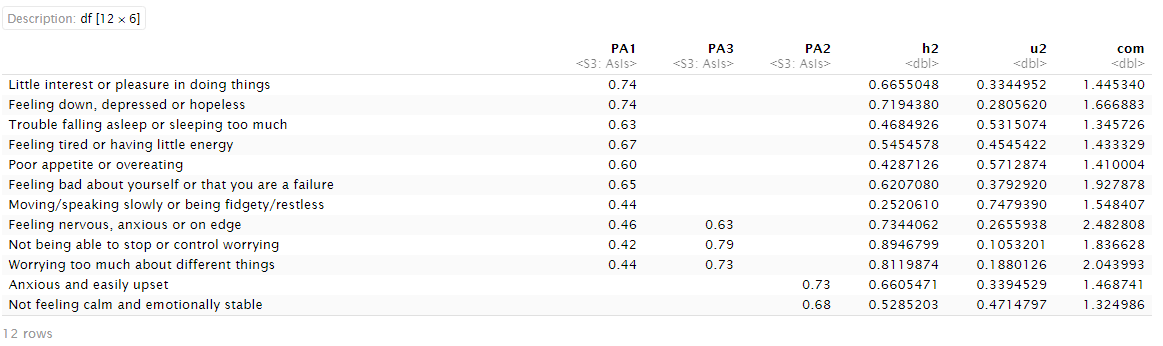 Description: df [12 × 6]
PA1 PA3 PA2 h2 u2 com
<S3: AsIs> <S3: AsIs> <S3: AsIs> <dbl> <dbl> <dbl>
Little interest or pleasure in doing things 0.74 0.6655048 0.3344952 1.445340
Feeling down, depressed or hopeless 0.74 0.7194380 0.2805620 1.666883
Trouble falling asleep or sleeping too much 0.63 0.4684926 0.5315074 1.345726
Feeling tired or having little energy 0.67 0.5454578 0.4545422 1.433329
Poor appetite or overeating 0.60 0.4287126 0.5712874 1.410004
Feeling bad about yourself or that you are a failure 0.65 0.6207080 0.3792920 1.927878
Moving/speaking slowly or being fidgety/restless 0.44 0.2520610 0.7479390 1.548407
Feeling nervous, anxious or on edge 0.46 0.63 0.7344062 0.2655938 2.482808
Not being able to stop or control worrying 0.42 0.79 0.8946799 0.1053201 1.836628
Worrying too much about different things 0.44 0.73 0.8119874 0.1880126 2.043993
Anxious and easily upset 0.73 0.6605471 0.3394529 1.468741
Not feeling calm and emotionally stable 0.68 0.5285203 0.4714797 1.324986
12 rows